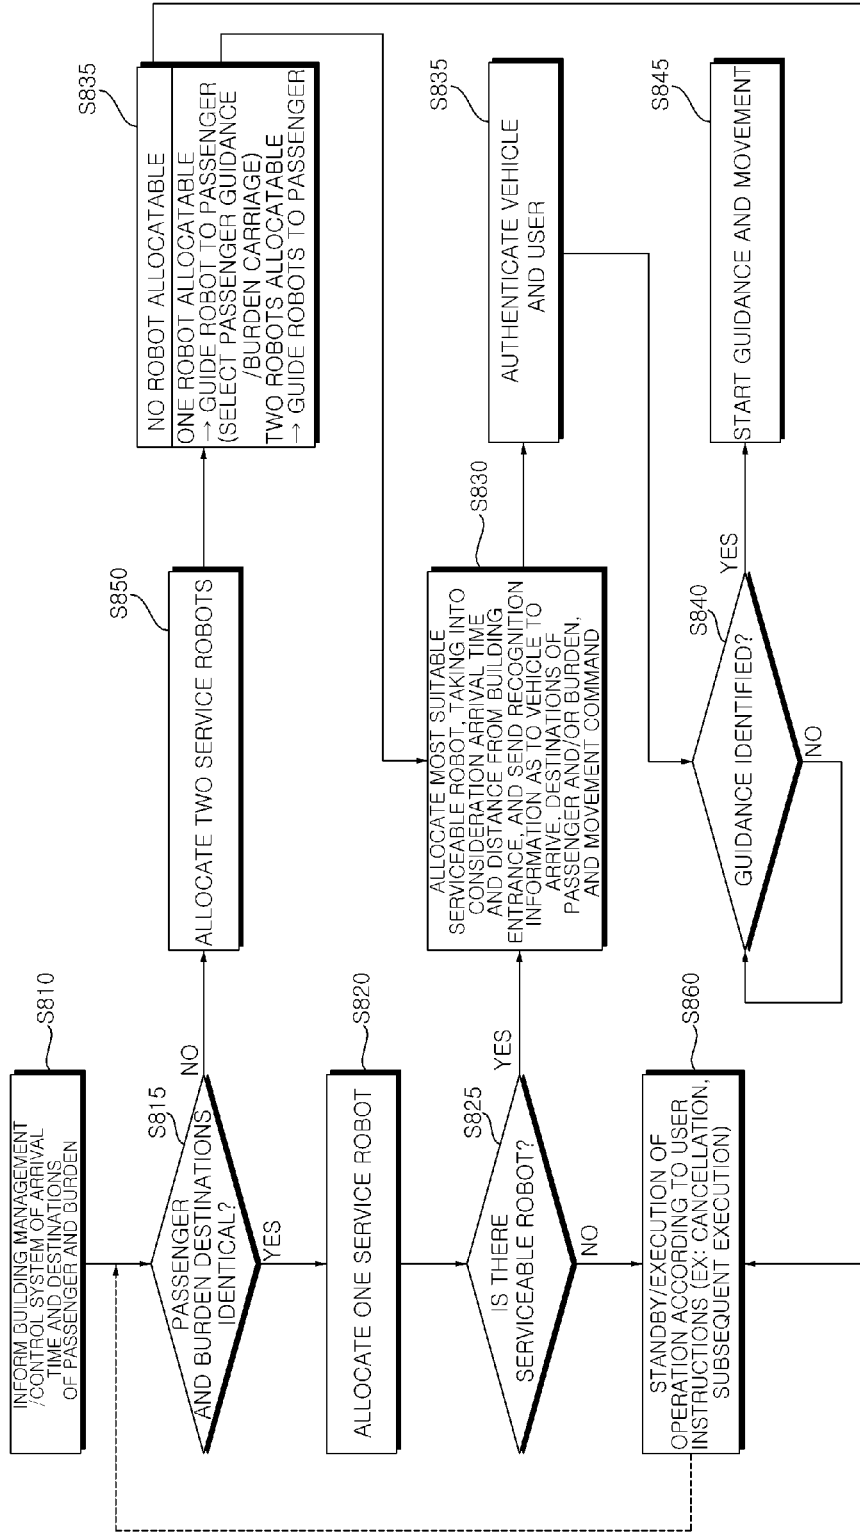 INFORM BUILDING MANAGEMENT
/CONTROL SYSTEM OF ARRIVAL
TIME AND DESTINATIONS
OF PASSENGER AND BURDEN
S810
PASSENGER
AND BURDEN DESTINATIONS
IDENTICAL?
S815
NO
YES
ALLOCATE TWO SERVICE ROBOTS
S850
NO ROBOT ALLOCATABLE
ONE ROBOT ALLOCATABLE
→ GUIDE ROBOT TO PASSENGER
(SELECT PASSENGER GUIDANCE
/BURDEN CARRIAGE)
TWO ROBOTS ALLOCATABLE
→ GUIDE ROBOTS TO PASSENGER
S835
ALLOCATE ONE SERVICE ROBOT
S820
IS THERE
SERVICEABLE ROBOT?
S825
YES
NO
ALLOCATE MOST SUITABLE
SERVICEABLE ROBOT, TAKING INTO
CONSIDERATION ARRIVAL TIME
AND DISTANCE FROM BUILDING
ENTRANCE, AND SEND RECOGNITION
INFORMATION AS TO VEHICLE TO
ARRIVE, DESTINATIONS OF
PASSENGER AND/OR BURDEN,
AND MOVEMENT COMMAND
S830
AUTHENTICATE VEHICLE
AND USER
S835
STANDBY/EXECUTION OF
OPERATION ACCORDING TO USER
INSTRUCTIONS (EX: CANCELLATION,
SUBSEQUENT EXECUTION)
S860
GUIDANCE IDENTIFIED?
S840
YES
NO
START GUIDANCE AND MOVEMENT
S845